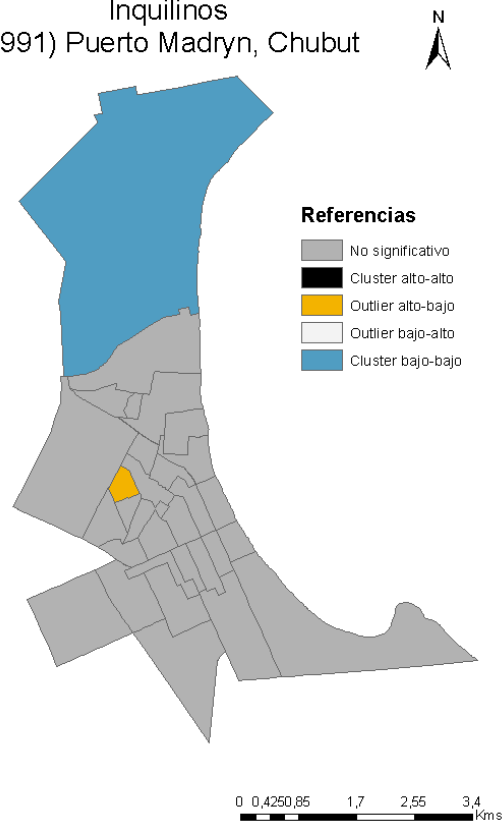 Inquilinos
991) Puerto Madryn, Chubut
N
Referencias
No significativo
Cluster alto-alto
Outlier alto-bajo
Outlier bajo-alto
Cluster bajo-bajo
0 0,4250,85 1,7 2,55 3,4
Kms